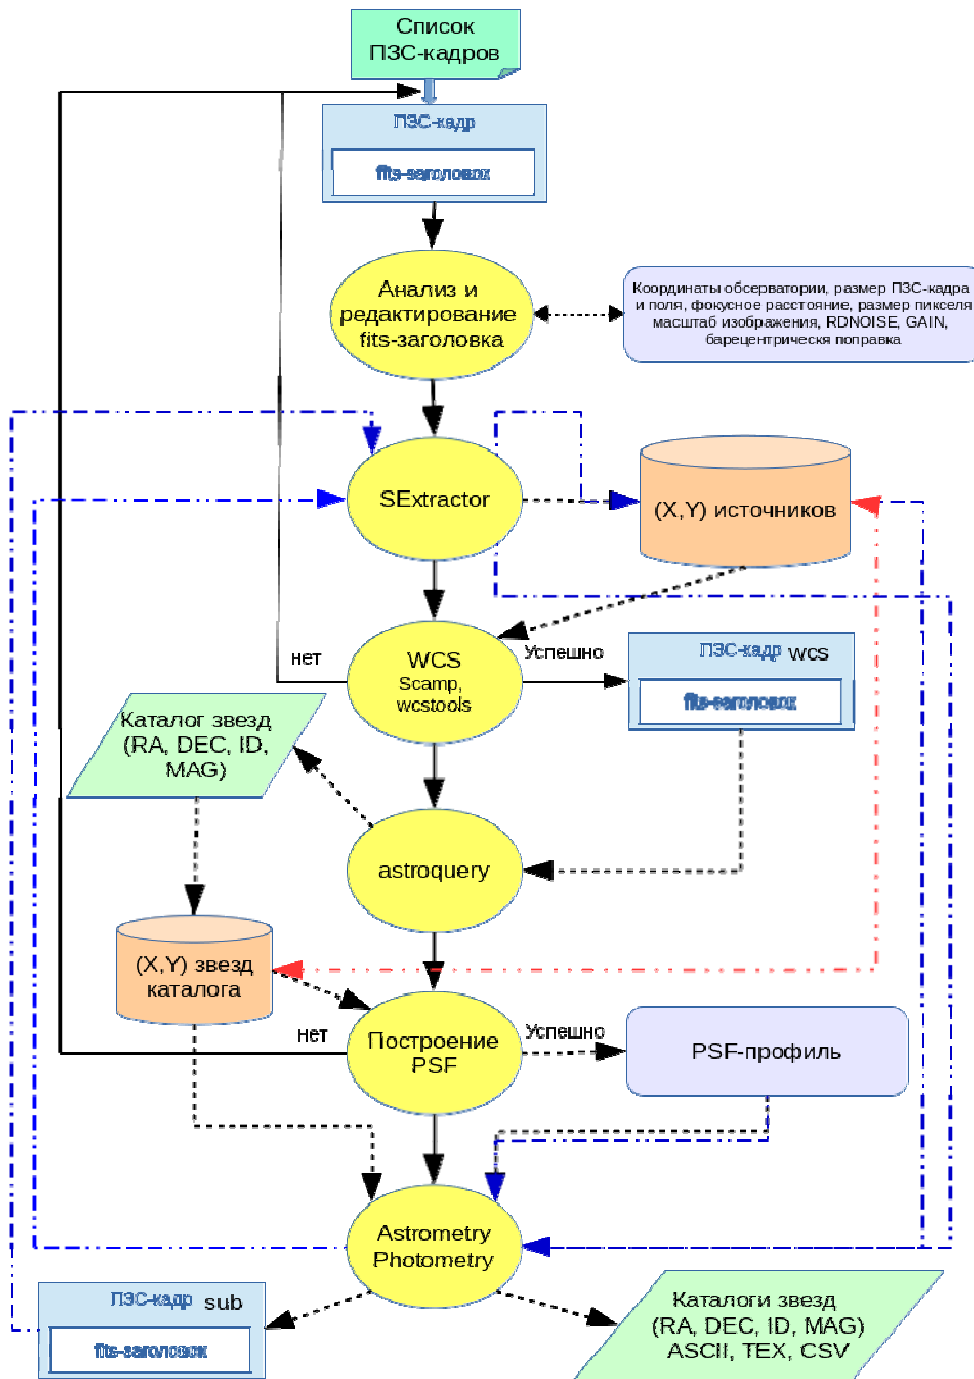 Список
ПЗС-кадров
ПЗС-кадр
fits-заголовок
Анализ и
редактирование
fits-заголовка
Координаты обсерватории, размер ПЗС-кадра
и поля, фокусное расстояние, размер пикселя
масштаб изображения, RDNOISE, GAIN,
барецентрическя поправка
SExtractor
(X,Y) источников
нет
WCS
Scamp,
wcstools
Успешно
ПЗС-кадр wcs
fits-заголовок
Каталог звезд
(RA, DEC, ID,
MAG)
astroquery
(X,Y) звезд
каталога
нет
Построение
PSF
Успешно
PSF-профиль
Astrometry
Photometry
ПЗС-кадр sub
fits-заголовок
Каталоги звезд
(RA, DEC, ID, MAG)
ASCII, TEX, CSV